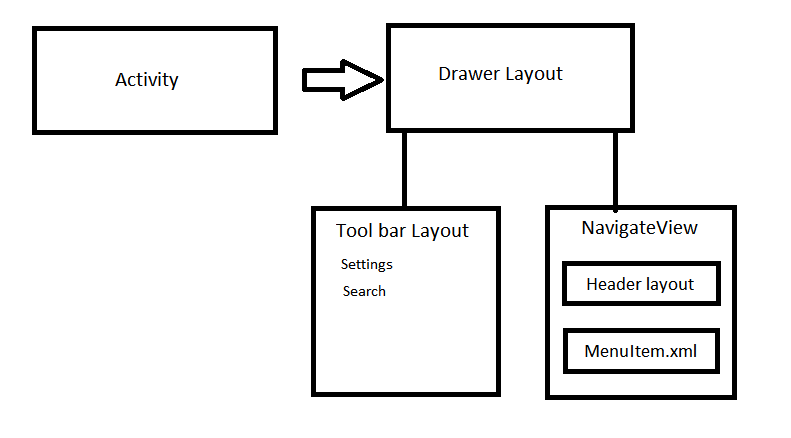 Activity
Drawer Layout
Tool bar Layout
Settings
Search
NavigateView
Header layout
MenuItem.xml